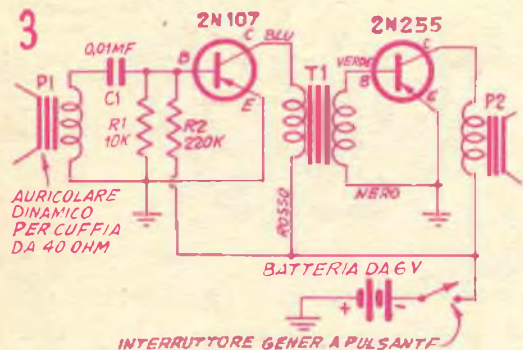 3
2N107
2N255
0,01MF
C
BLU
VERDE
C
P1
B
T1
B
C1
E
E
P2
R1
10K
R2
220K
ROSSO
NERO
AURICOLARE
DINAMICO
PER CUFFIA
DA 40 OHM
BATTERIA DA 6V
+ -
INTERRUTTORE GENER A PULSANTE